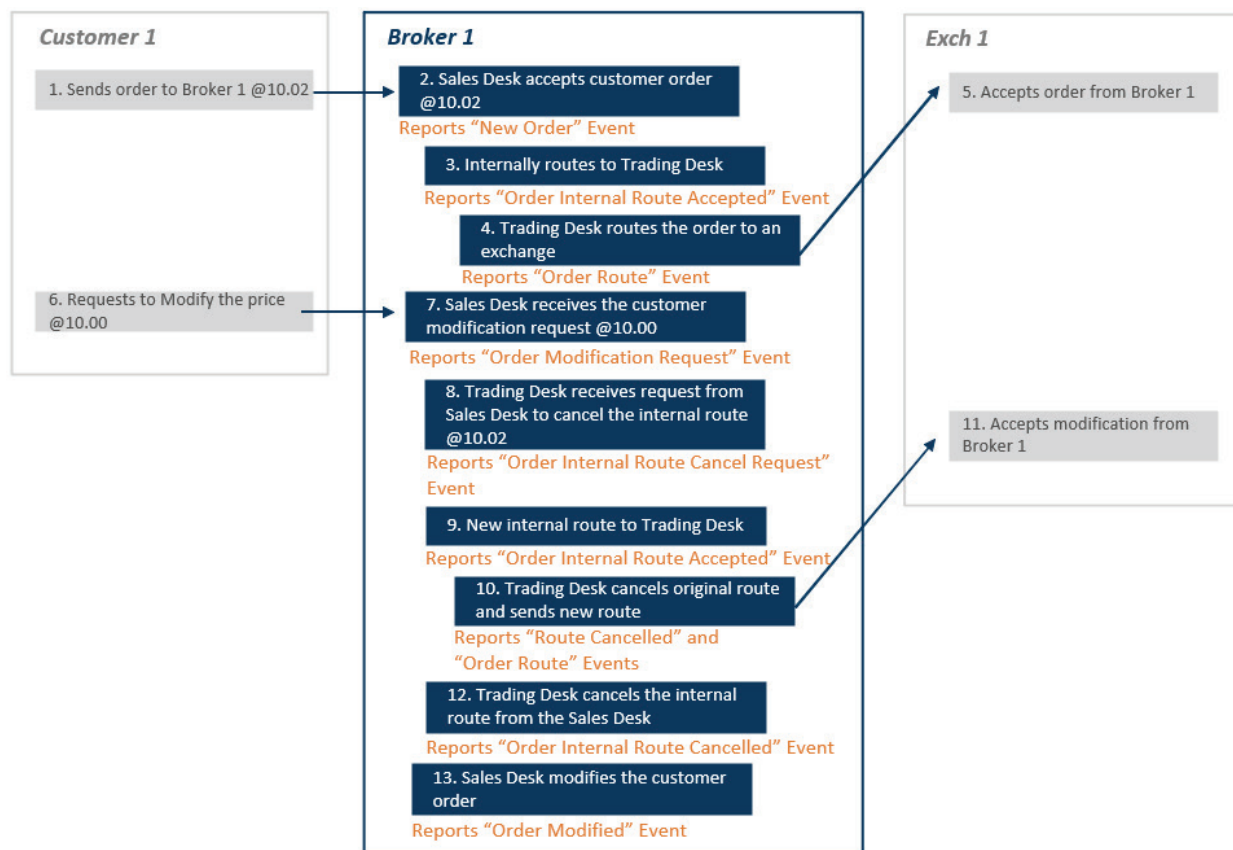 Customer 1
1. Sends order to Broker 1 @10.02
6. Requests to Modify the price
@10.00
Broker 1
2. Sales Desk accepts customer order
@10.02
Reports “New Order” Event
3. Internally routes to Trading Desk
Reports “Order Internal Route Accepted” Event
4. Trading Desk routes the order to an
exchange
Reports “Order Route” Event
7. Sales Desk receives the customer
modification request @10.00
Reports “Order Modification Request” Event
8. Trading Desk receives request from
Sales Desk to cancel the internal route
@10.02
Reports “Order Internal Route Cancel Request”
Event
9. New internal route to Trading Desk
Reports “Order Internal Route Accepted” Event
10. Trading Desk cancels original route
and sends new route
Reports “Route Cancelled” and
“Order Route” Events
12. Trading Desk cancels the internal
route from the Sales Desk
Reports “Order Internal Route Cancelled” Event
13. Sales Desk modifies the customer
order
Reports “Order Modified” Event
Exch 1
5. Accepts order from Broker 1
11. Accepts modification from
Broker 1